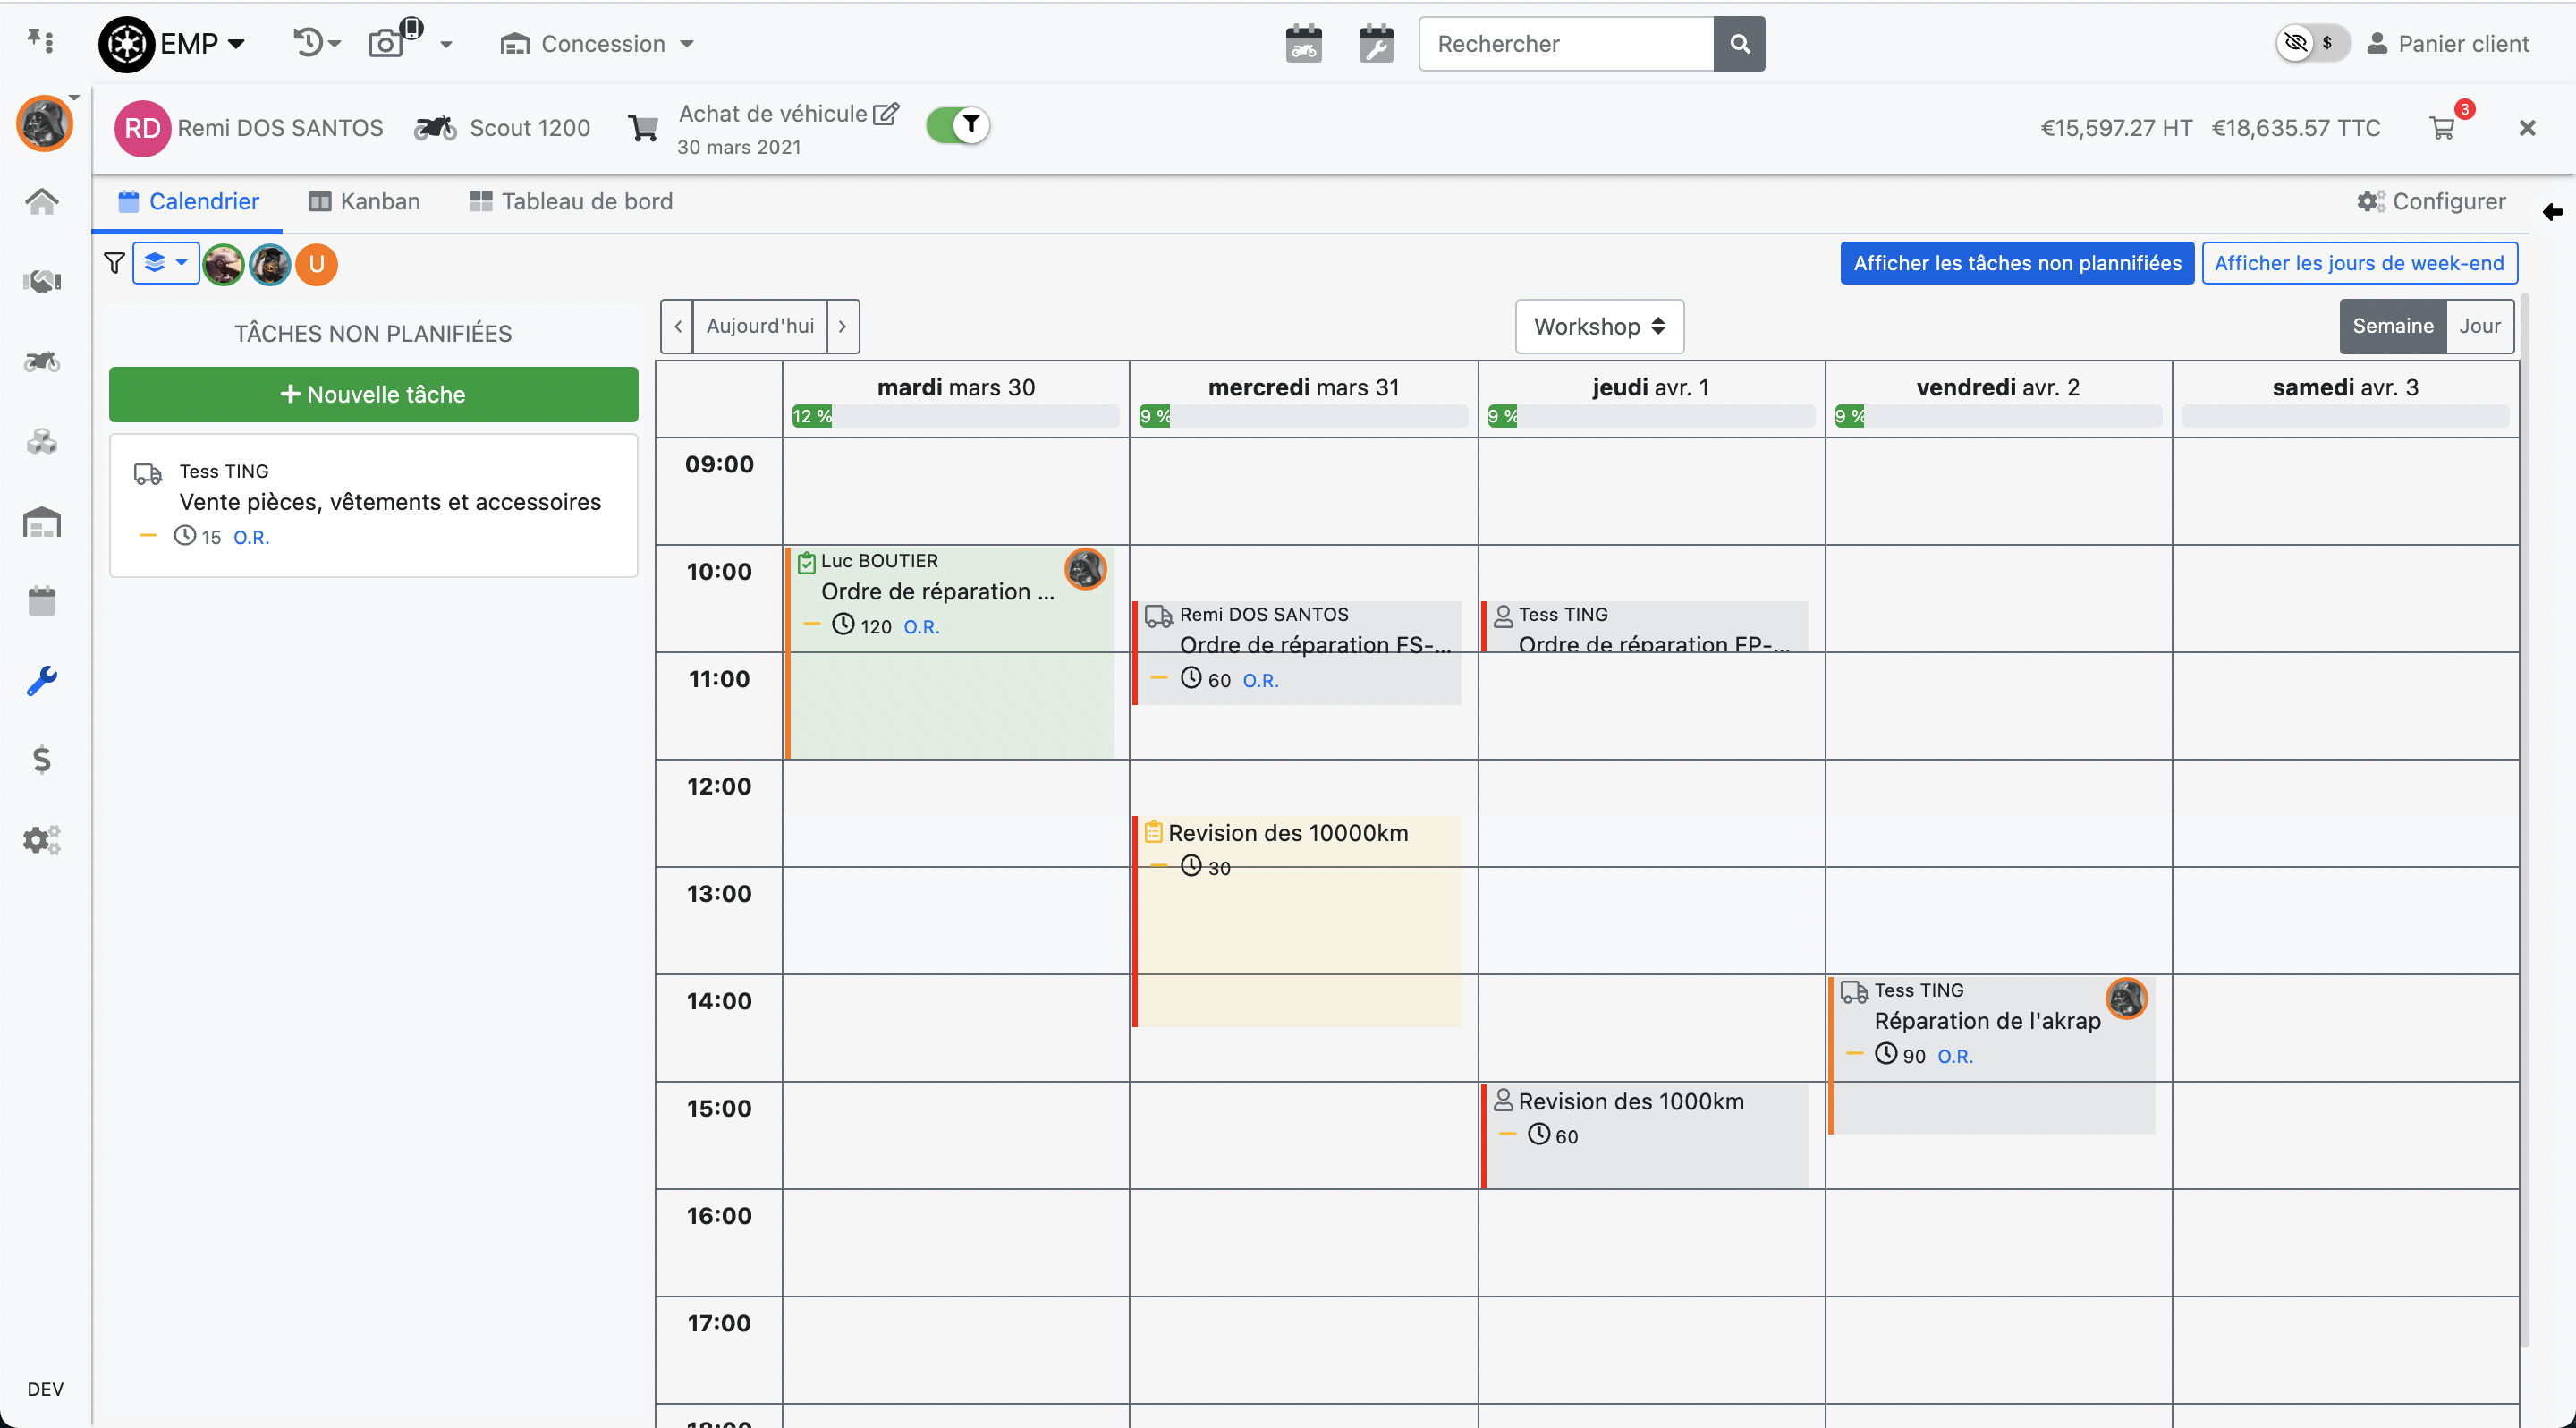 EMP
Concession
Rechercher
$
Panier client
RD
Remi DOS SANTOS
Scout 1200
Achat de véhicule
30 mars 2021
€15,597.27 HT
€18,635.57 TTC
3
Calendrier
Kanban
Tableau de bord
Configurer
U
Afficher les tâches non plannifiées
Afficher les jours de week-end
TÂCHES NON PLANIFIÉES
Nouvelle tâche
Tess TING
Vente pièces, vêtements et accessoires
15 O.R.
Aujourd'hui
Workshop
Semaine
Jour
mardi mars 30
12 %
mercredi mars 31
9 %
jeudi avr. 1
9 %
vendredi avr. 2
9 %
samedi avr. 3
09:00
10:00
11:00
12:00
13:00
14:00
15:00
16:00
17:00
18:00
Luc BOUTIER
Ordre de réparation ...
120 O.R.
Remi DOS SANTOS
Ordre de réparation FS-...
60 O.R.
Revision des 10000km
30
Tess TING
Ordre de réparation FP-...
Revision des 1000km
60
Tess TING
Réparation de l'akrap
90 O.R.
DEV